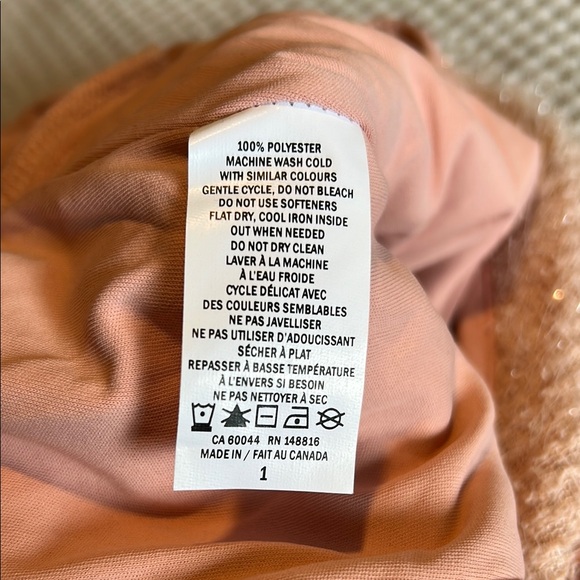 100% POLYESTER
MACHINE WASH COLD
WITH SIMILAR COLOURS
GENTLE CYCLE, DO NOT BLEACH
DO NOT USE SOFTENERS
FLAT DRY, COOL IRON INSIDE
OUT WHEN NEEDED
DO NOT DRY CLEAN
LAVER À LA MACHINE
À L'EAU FROIDE
CYCLE DÉLICAT AVEC
DES COULEURS SEMBLABLES
NE PAS JAVELLISER
NE PAS UTILISER D'ADOUCISSANT
SÉCHER À PLAT
REPASSER À BASSE TEMPÉRATURE
À L'ENVERS SI BESOIN
NE PAS NETTOYER À SEC
CA 60044 RN 148816
MADE IN / FAIT AU CANADA
1